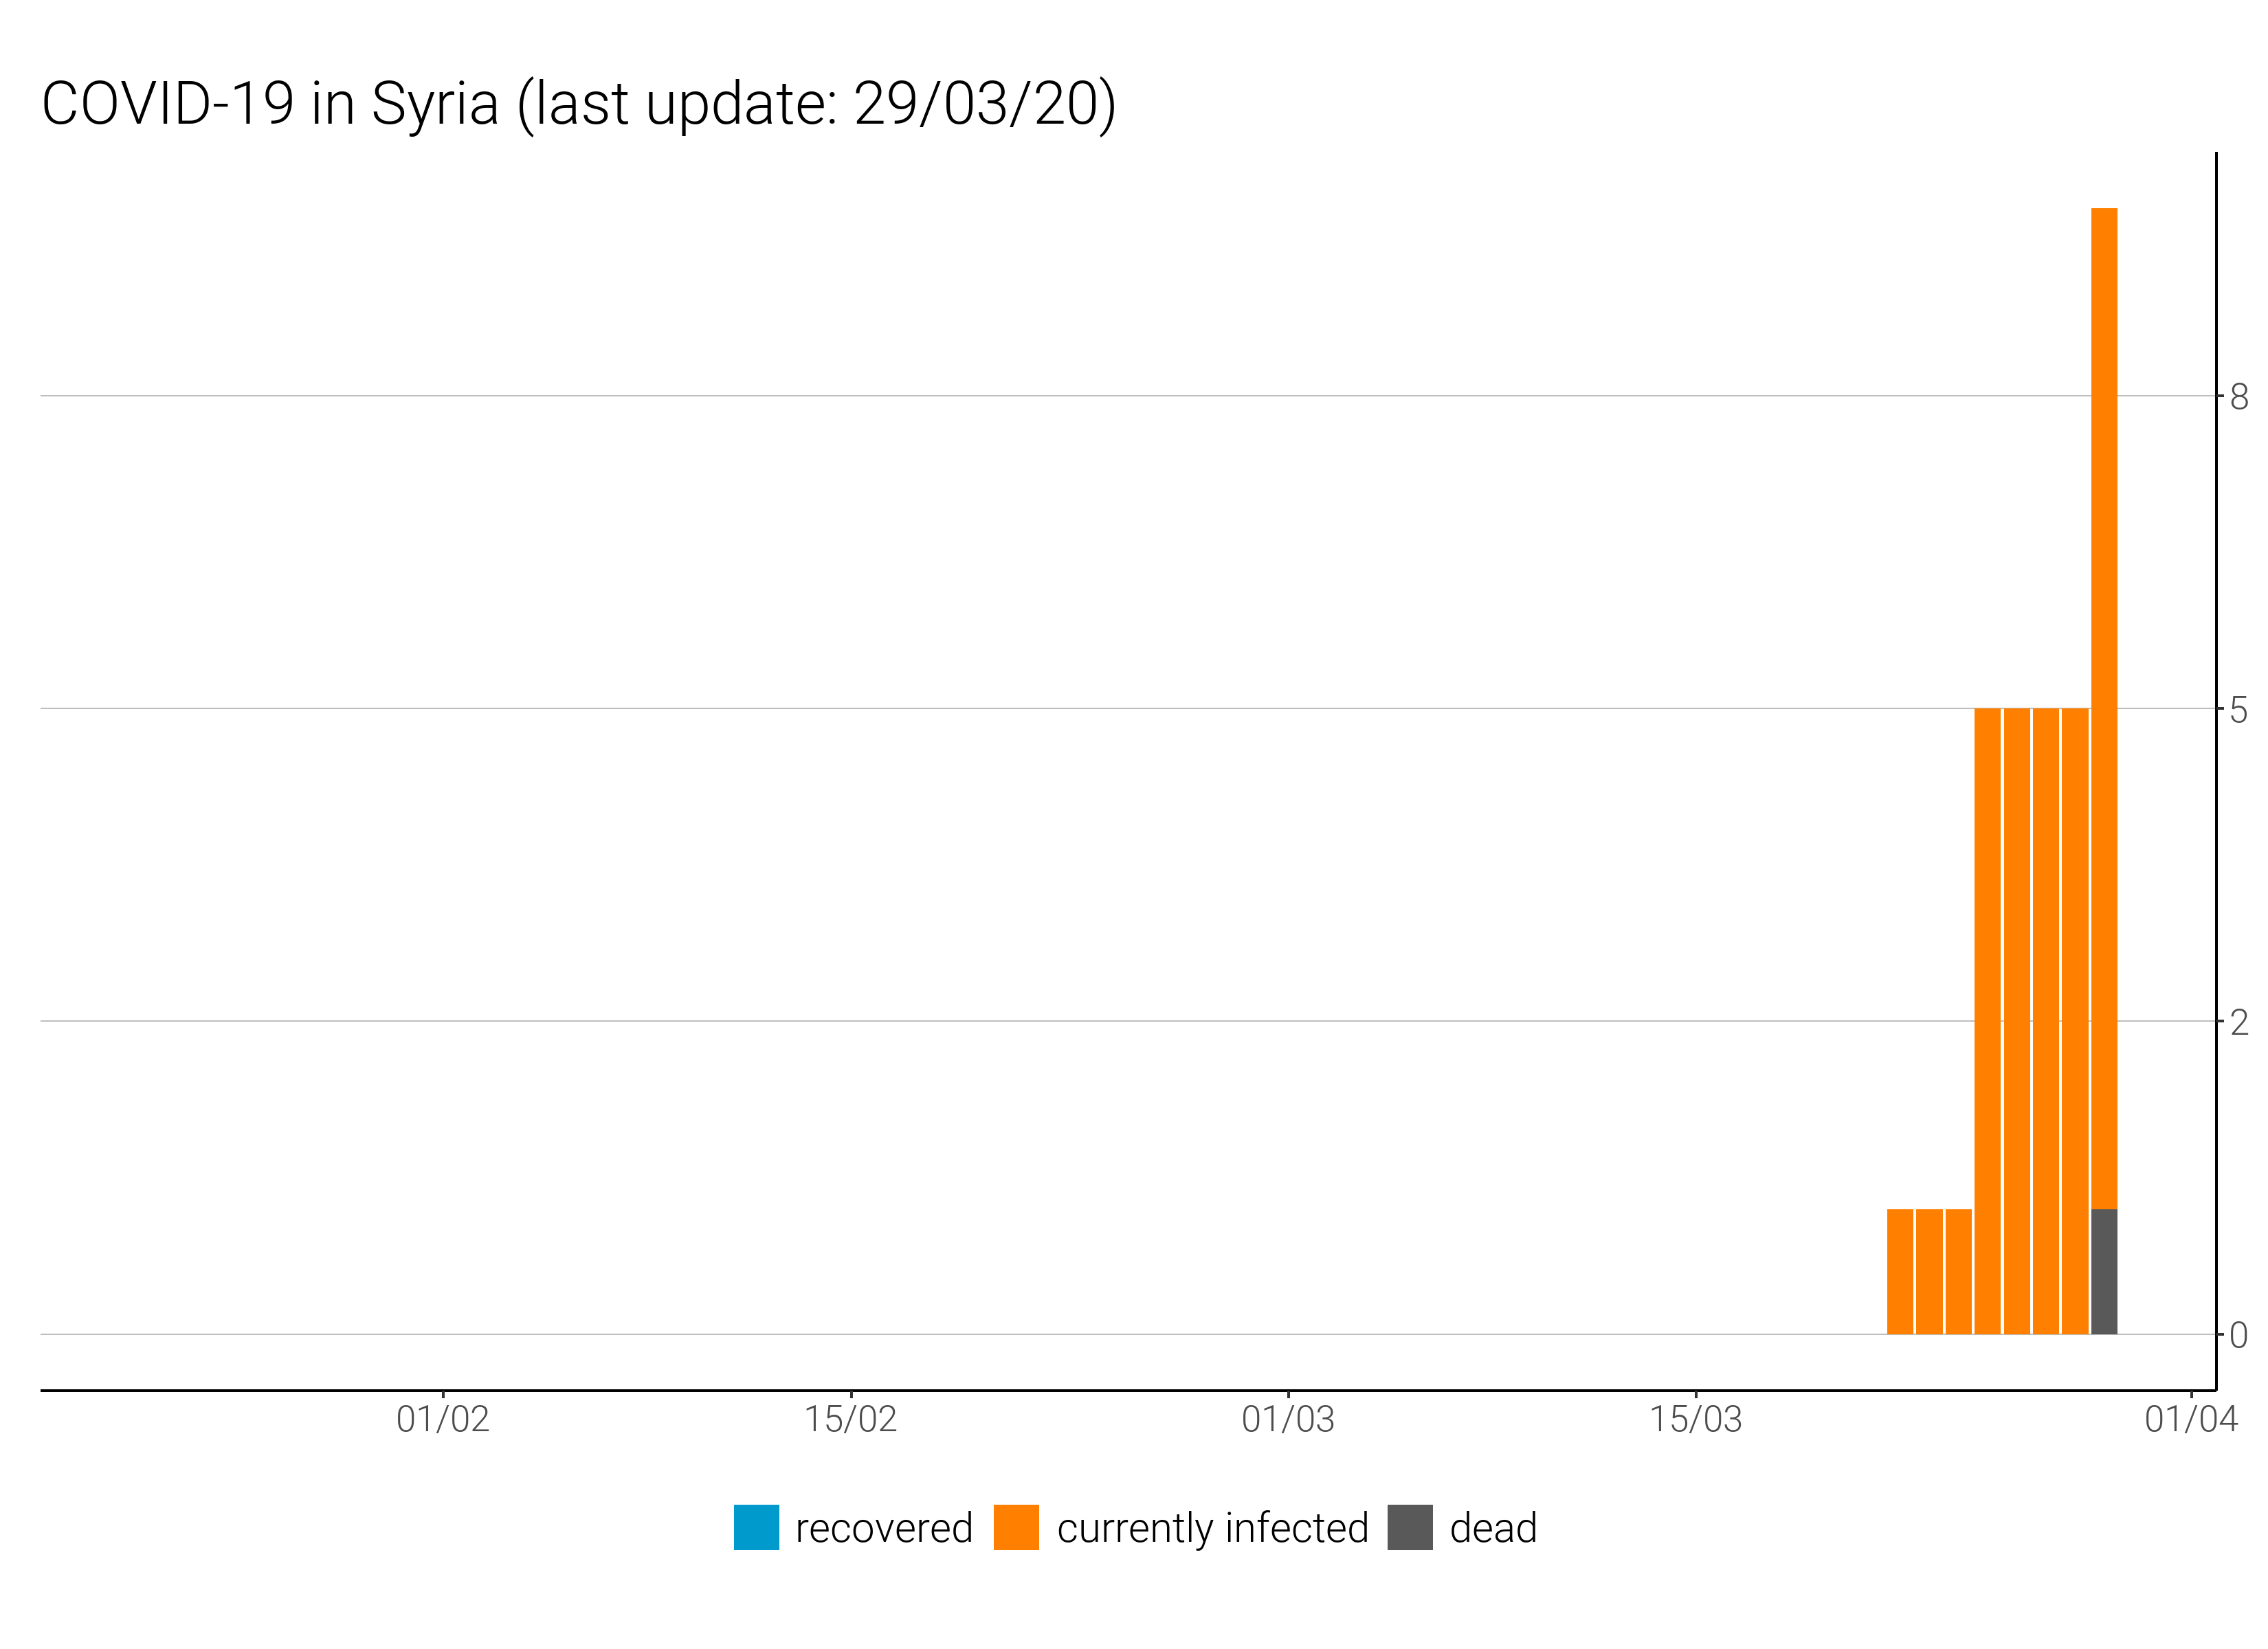 COVID-19 in Syria (last update: 29/03/20)
8
5
2
0
01/02 15/02 01/03 15/03 01/04
recovered currently infected dead